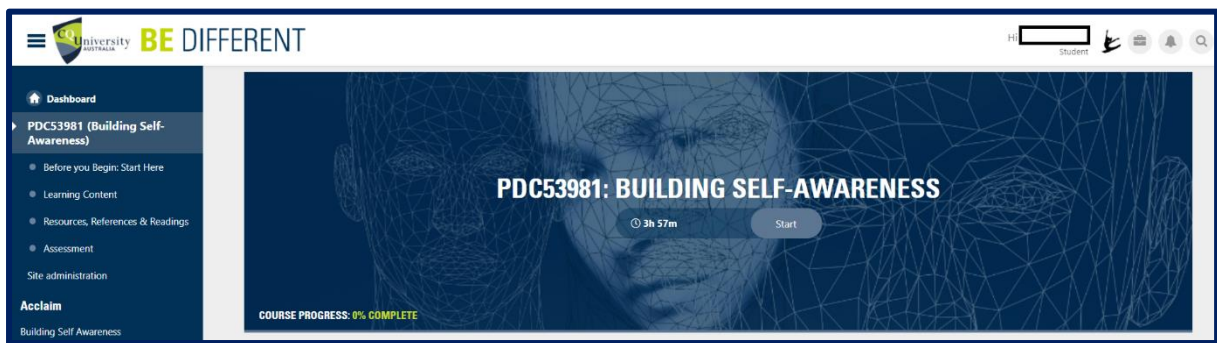 CQUniversity
AUSTRALIA
BE DIFFERENT
Hi
Student
Dashboard
PDC53981 (Building Self-
Awareness)
Before you Begin: Start Here
Learning Content
Resources, References & Readings
Assessment
Site administration
Acclaim
Building Self Awareness
PDC53981: BUILDING SELF-AWARENESS
3h 57m
Start
COURSE PROGRESS: 0% COMPLETE